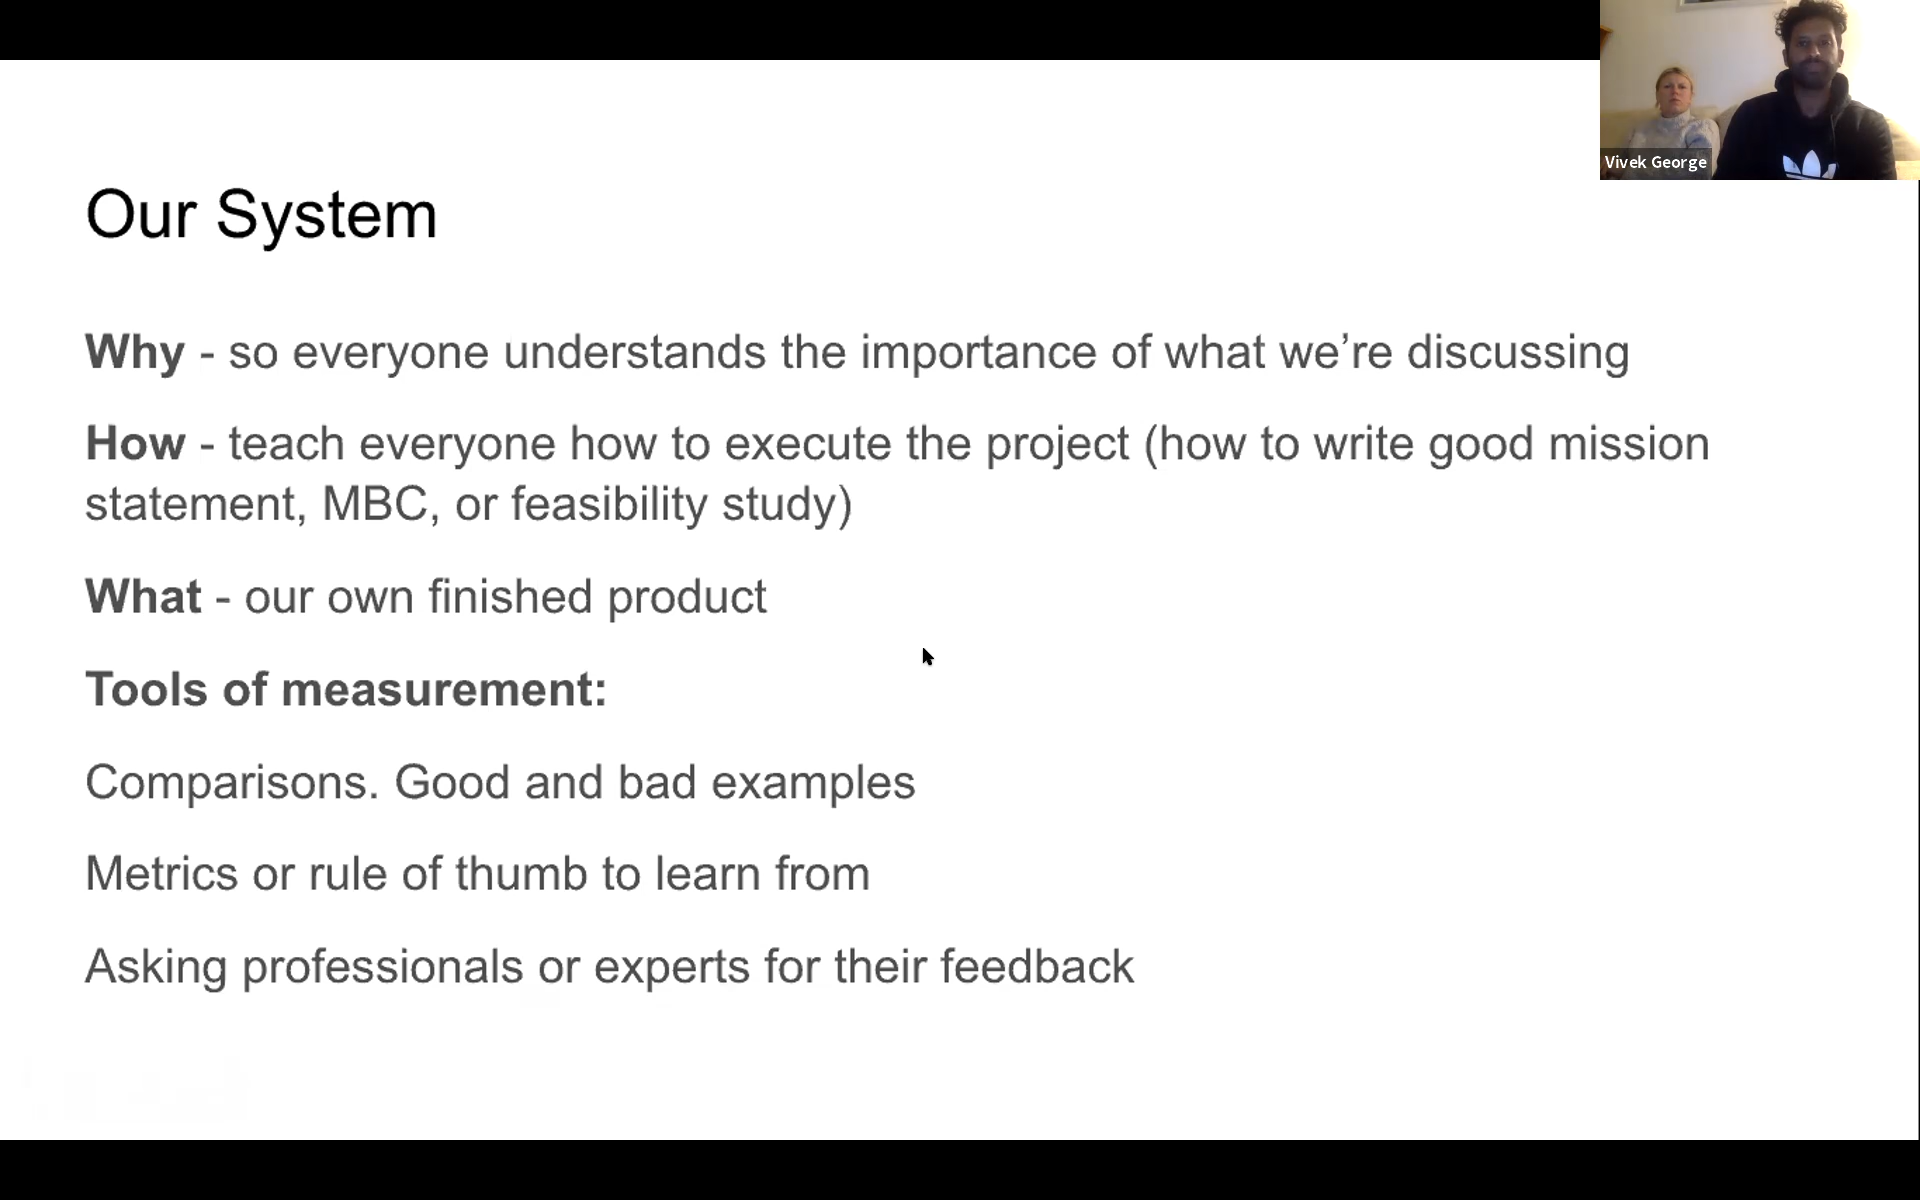 Vivek George
Our System
Why - so everyone understands the importance of what we’re discussing
How - teach everyone how to execute the project (how to write good mission
statement, MBC, or feasibility study)
What - our own finished product
Tools of measurement:
Comparisons. Good and bad examples
Metrics or rule of thumb to learn from
Asking professionals or experts for their feedback